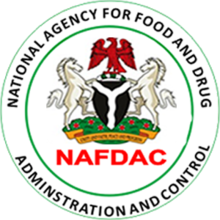 NATIONAL AGENCY FOR FOOD AND DRUG
NAFDAC
ADMINSTRATION AND CONTROL